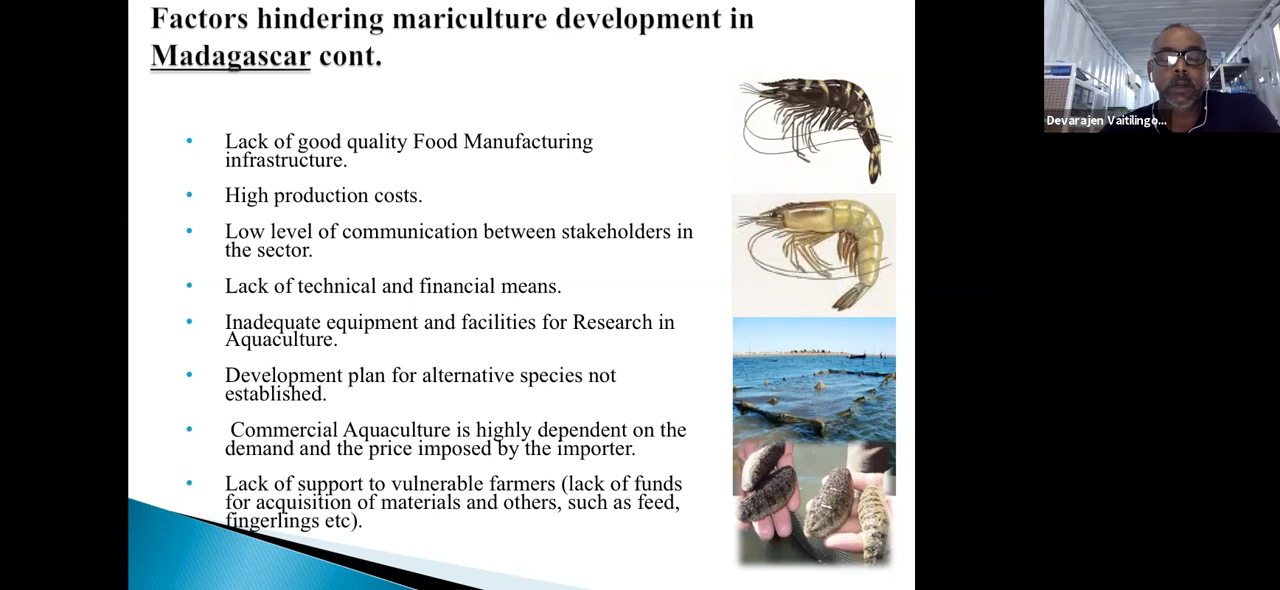 Factors hindering mariculture development in
Madagascar cont.
• Lack of good quality Food Manufacturing
infrastructure.
• High production costs.
• Low level of communication between stakeholders in
the sector.
• Lack of technical and financial means.
• Inadequate equipment and facilities for Research in
Aquaculture.
• Development plan for alternative species not
established.
• Commercial Aquaculture is highly dependent on the
demand and the price imposed by the importer.
• Lack of support to vulnerable farmers (lack of funds
for acquisition of materials and others, such as feed,
fingerlings etc).
Devarajen Vaitilingo...